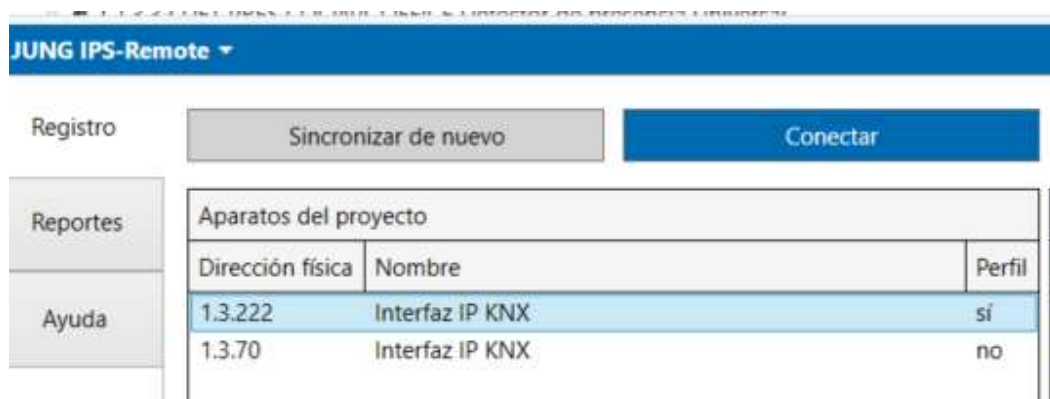 JUNG IPS-Remote
Registro
Sincronizar de nuevo
Conectar
Reportes
Aparatos del proyecto
Dirección física Nombre Perfil
Ayuda
1.3.222 Interfaz IP KNX sí
1.3.70 Interfaz IP KNX no